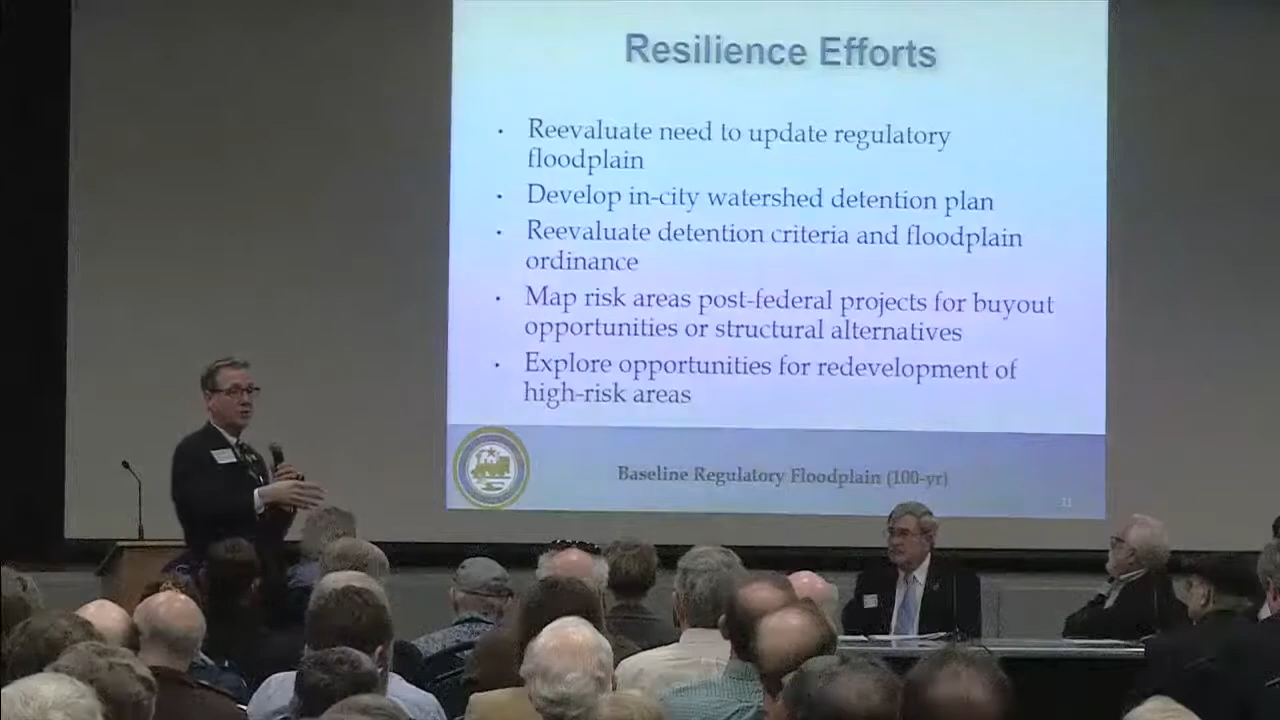 Resilience Efforts
· Reevaluate need to update regulatory
floodplain
· Develop in-city watershed detention plan
· Reevaluate detention criteria and floodplain
ordinance
· Map risk areas post-federal projects for buyout
opportunities or structural alternatives
· Explore opportunities for redevelopment of
high-risk areas
Baseline Regulatory Floodplain (100-yr)
11